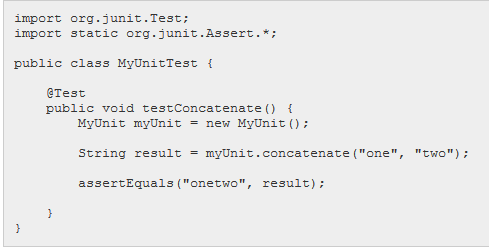 import org.junit.Test;
import static org.junit.Assert.*;
public class MyUnitTest {
@Test
public void testConcatenate() {
MyUnit myUnit = new MyUnit();
String result = myUnit.concatenate("one", "two");
assertEquals("onetwo", result);
}
}